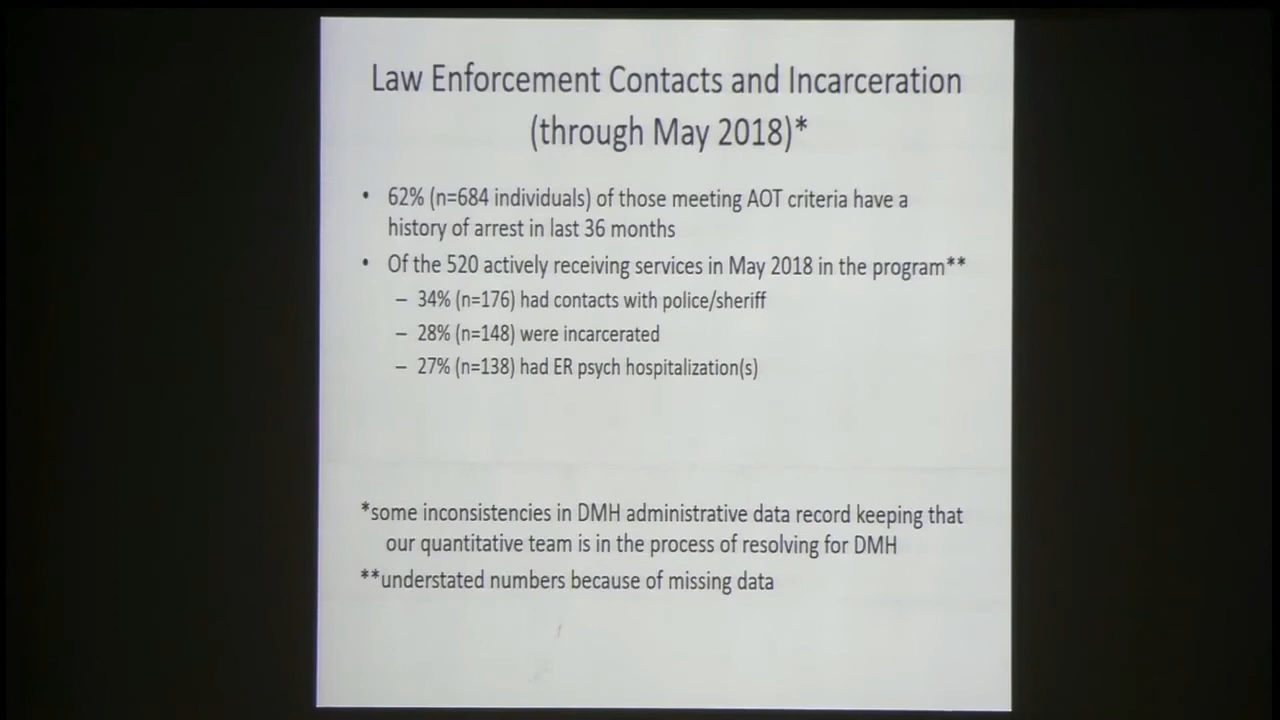 Law Enforcement Contacts and Incarceration
(through May 2018)*
• 62% (n=684 individuals) of those meeting AOT criteria have a
history of arrest in last 36 months
• Of the 520 actively receiving services in May 2018 in the program**
– 34% (n=176) had contacts with police/sheriff
– 28% (n=148) were incarcerated
– 27% (n=138) had ER psych hospitalization(s)
*some inconsistencies in DMH administrative data record keeping that
our quantitative team is in the process of resolving for DMH
**understated numbers because of missing data